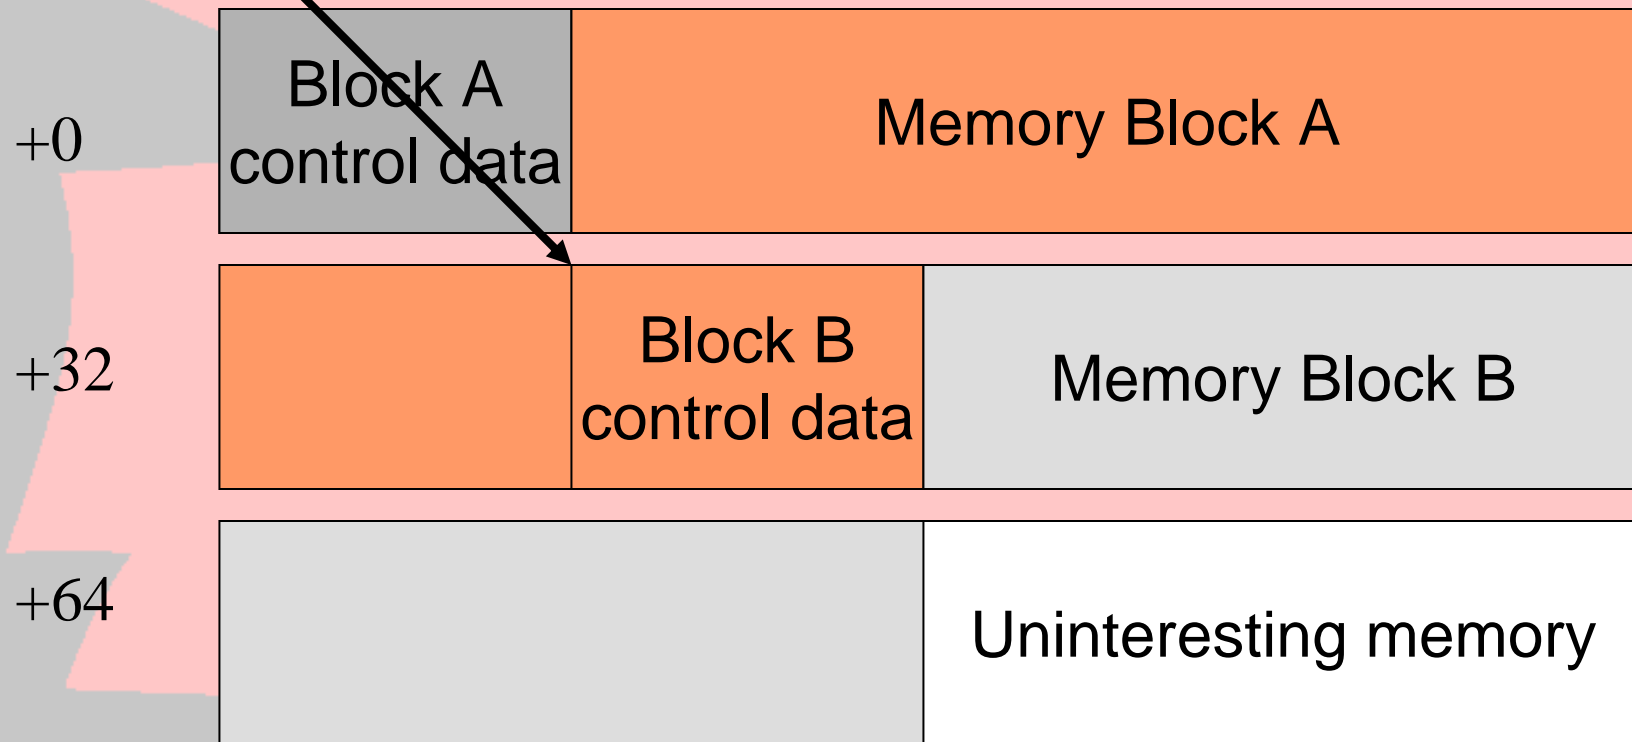 +0
Block A
control data
Memory Block A
+32
Block B
control data
Memory Block B
+64
Uninteresting memory